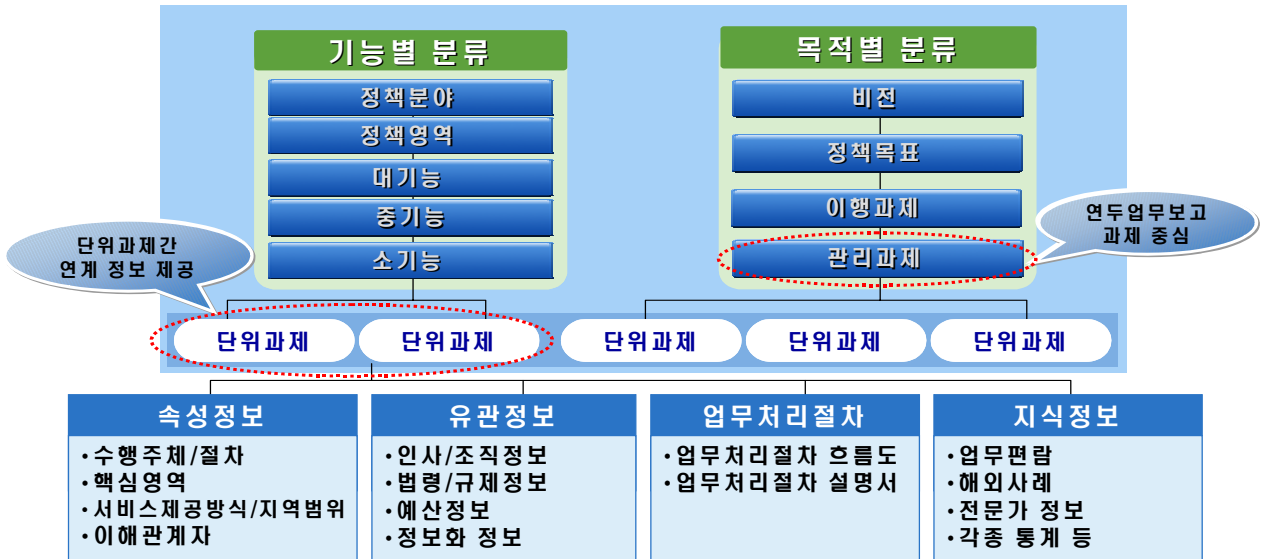 기능별 분류
정책분야
정책영역
대기능
중기능
소기능
목적별 분류
비전
정책목표
이행과제
관리과제
단위과제간
연계 정보 제공
연두업무보고
과제 중심
단위과제
단위과제
단위과제
단위과제
단위과제
속성정보
·수행주체/절차
·핵심영역
·서비스제공방식/지역범위
·이해관계자
유관정보
·인사/조직정보
·법령/규제정보
·예산정보
·정보화 정보
업무처리절차
·업무처리절차 흐름도
·업무처리절차 설명서
지식정보
·업무편람
·해외사례
·전문가 정보
·각종 통계 등